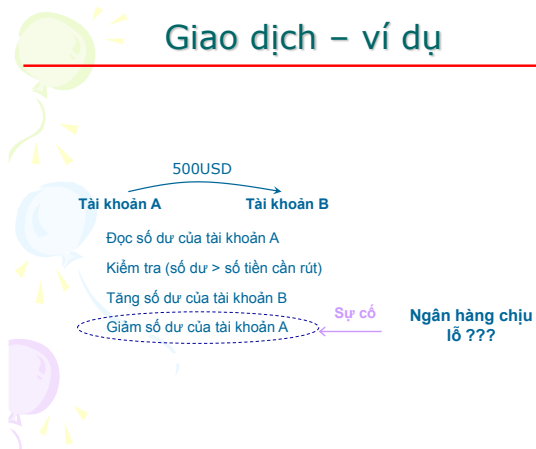 Giao dịch – ví dụ
500USD
Tài khoản A
Tài khoản B
Đọc số dư của tài khoản A
Kiểm tra (số dư > số tiền cần rút)
Tăng số dư của tài khoản B
Giảm số dư của tài khoản A
Sự cố
Ngân hàng chịu
lỗ ???